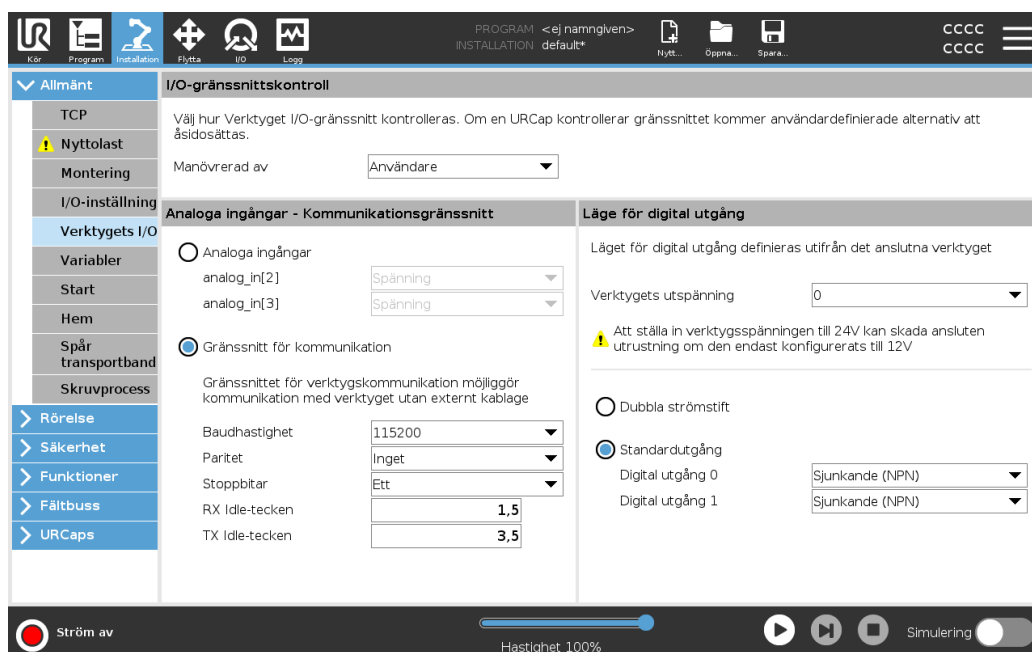 UR
PROGRAM <ej namngiven>
INSTALLATION default*
cccc
cccc
Kör Program Installation Flytta I/O Logg Nytt... Öppna... Spara...
Allmänt
TCP
Nyttolast
Montering
I/O-inställning
Verktygets I/O
Variabler
Start
Hem
Spår
transportband
Skruvprocess
Rörelse
Säkerhet
Funktioner
Fältbuss
URCaps
I/O-gränssnittskontroll
Välj hur Verktyget I/O-gränssnitt kontrolleras. Om en URCap kontrollerar gränssnittet kommer användardefinierade alternativ att
åsidosättas.
Manövrerad av Användare
Analoga ingångar - Kommunikationsgränssnitt
Analoga ingångar
analog_in[2] Spänning
analog_in[3] Spänning
Gränssnitt för kommunikation
Gränssnittet för verktygskommunikation möjliggör
kommunikation med verktyget utan externt kablage
Baudhastighet 115200
Paritet Inget
Stoppbitar Ett
RX Idle-tecken 1,5
TX Idle-tecken 3,5
Läge för digital utgång
Läget för digital utgång definieras utifrån det anslutna verktyget
Verktygets utspänning 0
Att ställa in verktygsspänningen till 24V kan skada ansluten
utrustning om den endast konfigurerats till 12V
Dubbla strömstift
Standardutgång
Digital utgång 0 Sjunkande (NPN)
Digital utgång 1 Sjunkande (NPN)
Ström av
Hastighet 100%
Simulering